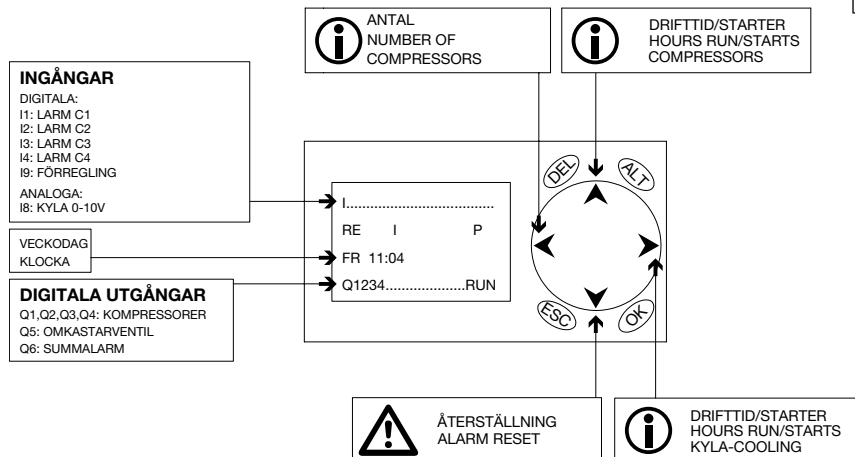 ANTAL
NUMBER OF
COMPRESSORS
DRIFTTID/STARTER
HOURS RUN/STARTS
COMPRESSORS
INGÅNGAR
DIGITALA:
I1: LARM C1
I2: LARM C2
I3: LARM C3
I4: LARM C4
I9: FÖRREGLING
ANALOGA:
I8: KYLA 0-10V
VECKODAG
KLOCKA
DIGITALA UTGÅNGAR
Q1,Q2,Q3,Q4: KOMPRESSORER
Q5: OMKASTARVENTIL
Q6: SUMMALARM
I..................................
RE I P
FR 11:04
Q1234.....................RUN
DEL
ALT
ESC
OK
ÅTERSTÄLLNING
ALARM RESET
DRIFTTID/STARTER
HOURS RUN/STARTS
KYLA-COOLING